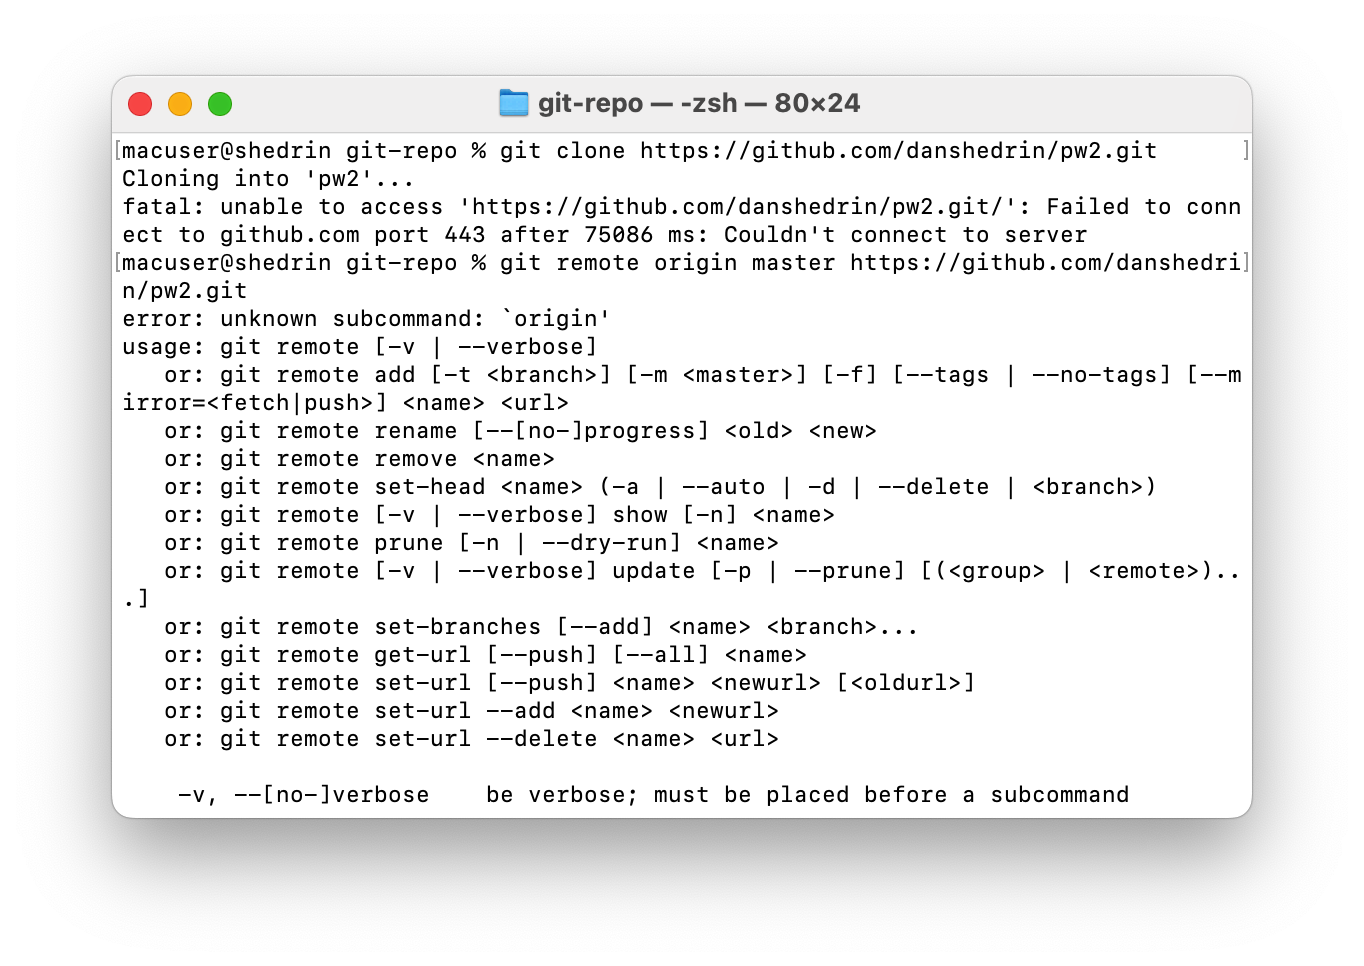 git-repo — -zsh — 80×24
[macuser@shedrin git-repo % git clone https://github.com/danshedrin/pw2.git ]
Cloning into 'pw2'...
fatal: unable to access 'https://github.com/danshedrin/pw2.git/': Failed to conn
ect to github.com port 443 after 75086 ms: Couldn't connect to server
[macuser@shedrin git-repo % git remote origin master https://github.com/danshedri]
n/pw2.git
error: unknown subcommand: `origin'
usage: git remote [-v | --verbose]
   or: git remote add [-t <branch>] [-m <master>] [-f] [--tags | --no-tags] [--m
irror=<fetch|push>] <name> <url>
   or: git remote rename [--[no-]progress] <old> <new>
   or: git remote remove <name>
   or: git remote set-head <name> (-a | --auto | -d | --delete | <branch>)
   or: git remote [-v | --verbose] show [-n] <name>
   or: git remote prune [-n | --dry-run] <name>
   or: git remote [-v | --verbose] update [-p | --prune] [(<group> | <remote>)..
.]
   or: git remote set-branches [--add] <name> <branch>...
   or: git remote get-url [--push] [--all] <name>
   or: git remote set-url [--push] <name> <newurl> [<oldurl>]
   or: git remote set-url --add <name> <newurl>
   or: git remote set-url --delete <name> <url>
    -v, --[no-]verbose    be verbose; must be placed before a subcommand